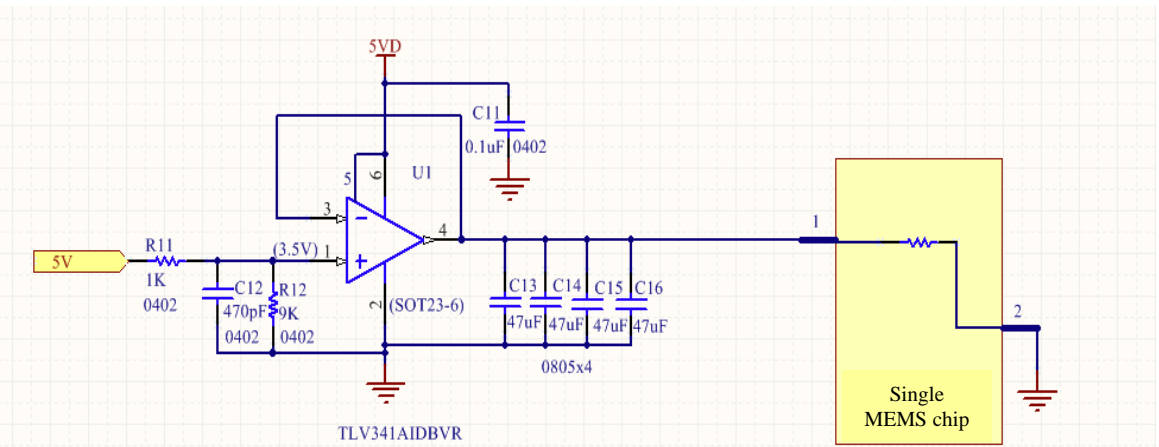 5VD
C11
0.1uF 0402
U1
5
6
3
4
1
2
(3.5V)
1
5V
R11
1K
0402
C12
470pF
0402
R12
9K
0402
2
(SOT23-6)
C13
47uF
C14
47uF
C15
47uF
C16
47uF
0805x4
Single
MEMS chip
TLV341AIDBVR